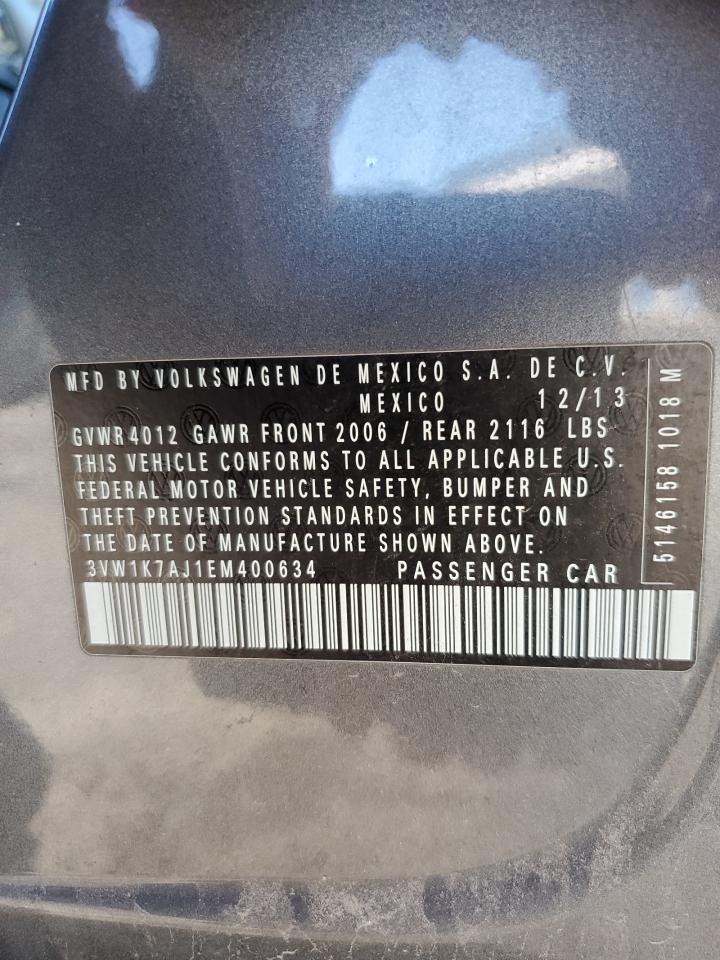 MFD BY VOLKSWAGEN DE MEXICO S.A. DE C.V.
MEXICO 12/13
GVWR 4012 GAWR FRONT 2006 / REAR 2116 LBS
THIS VEHICLE CONFORMS TO ALL APPLICABLE U.S.
FEDERAL MOTOR VEHICLE SAFETY, BUMPER AND
THEFT PREVENTION STANDARDS IN EFFECT ON
THE DATE OF MANUFACTURE SHOWN ABOVE.
3VW1K7AJ1EM400634 PASSENGER CAR
5146158 1018 M